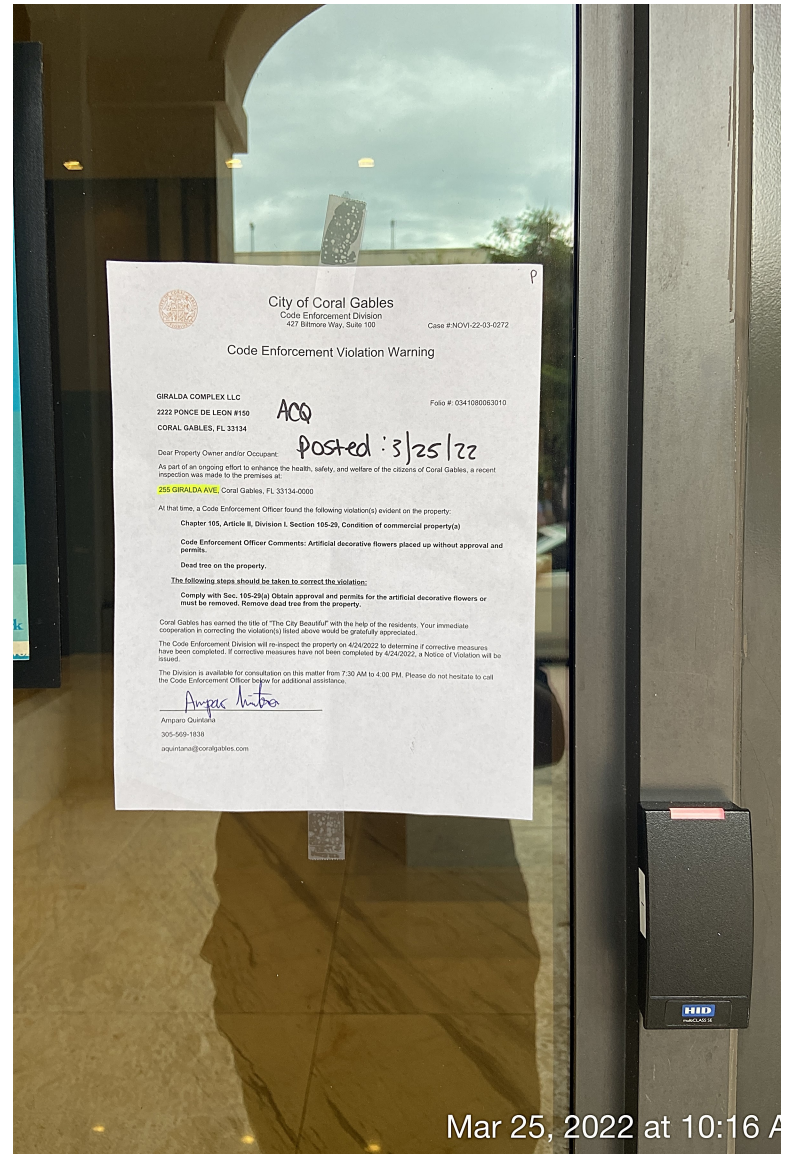 P
City of Coral Gables
Code Enforcement Division
427 Biltmore Way, Suite 100
Case #:NOVI-22-03-0272
Code Enforcement Violation Warning
GIRALDA COMPLEX LLC
Folio #: 0341080063010
2222 PONCE DE LEON #150
ACQ
CORAL GABLES, FL 33134
Posted : 3/25/22
Dear Property Owner and/or Occupant:
As part of an ongoing effort to enhance the health, safety, and welfare of the citizens of Coral Gables, a recent
inspection was made to the premises at:
255 GIRALDA AVE, Coral Gables, FL 33134-0000
At that time, a Code Enforcement Officer found the following violation(s) evident on the property:
Chapter 105, Article II, Division I. Section 105-29, Condition of commercial property(a)
Code Enforcement Officer Comments: Artificial decorative flowers placed up without approval and
permits.
Dead tree on the property.
The following steps should be taken to correct the violation:
Comply with Sec. 105-29(a) Obtain approval and permits for the artificial decorative flowers or
must be removed. Remove dead tree from the property.
Coral Gables has earned the title of "The City Beautiful" with the help of the residents. Your immediate
cooperation in correcting the violation(s) listed above would be gratefully appreciated.
The Code Enforcement Division will re-inspect the property on 4/24/2022 to determine if corrective measures
have been completed. If corrective measures have not been completed by 4/24/2022, a Notice of Violation will be
issued.
The Division is available for consultation on this matter from 7:30 AM to 4:00 PM. Please do not hesitate to call
the Code Enforcement Officer below for additional assistance.
Amparo Quintana
305-569-1838
aquintana@coralgables.com
k
HID
multiCLASS SE
Mar 25, 2022 at 10:16 A